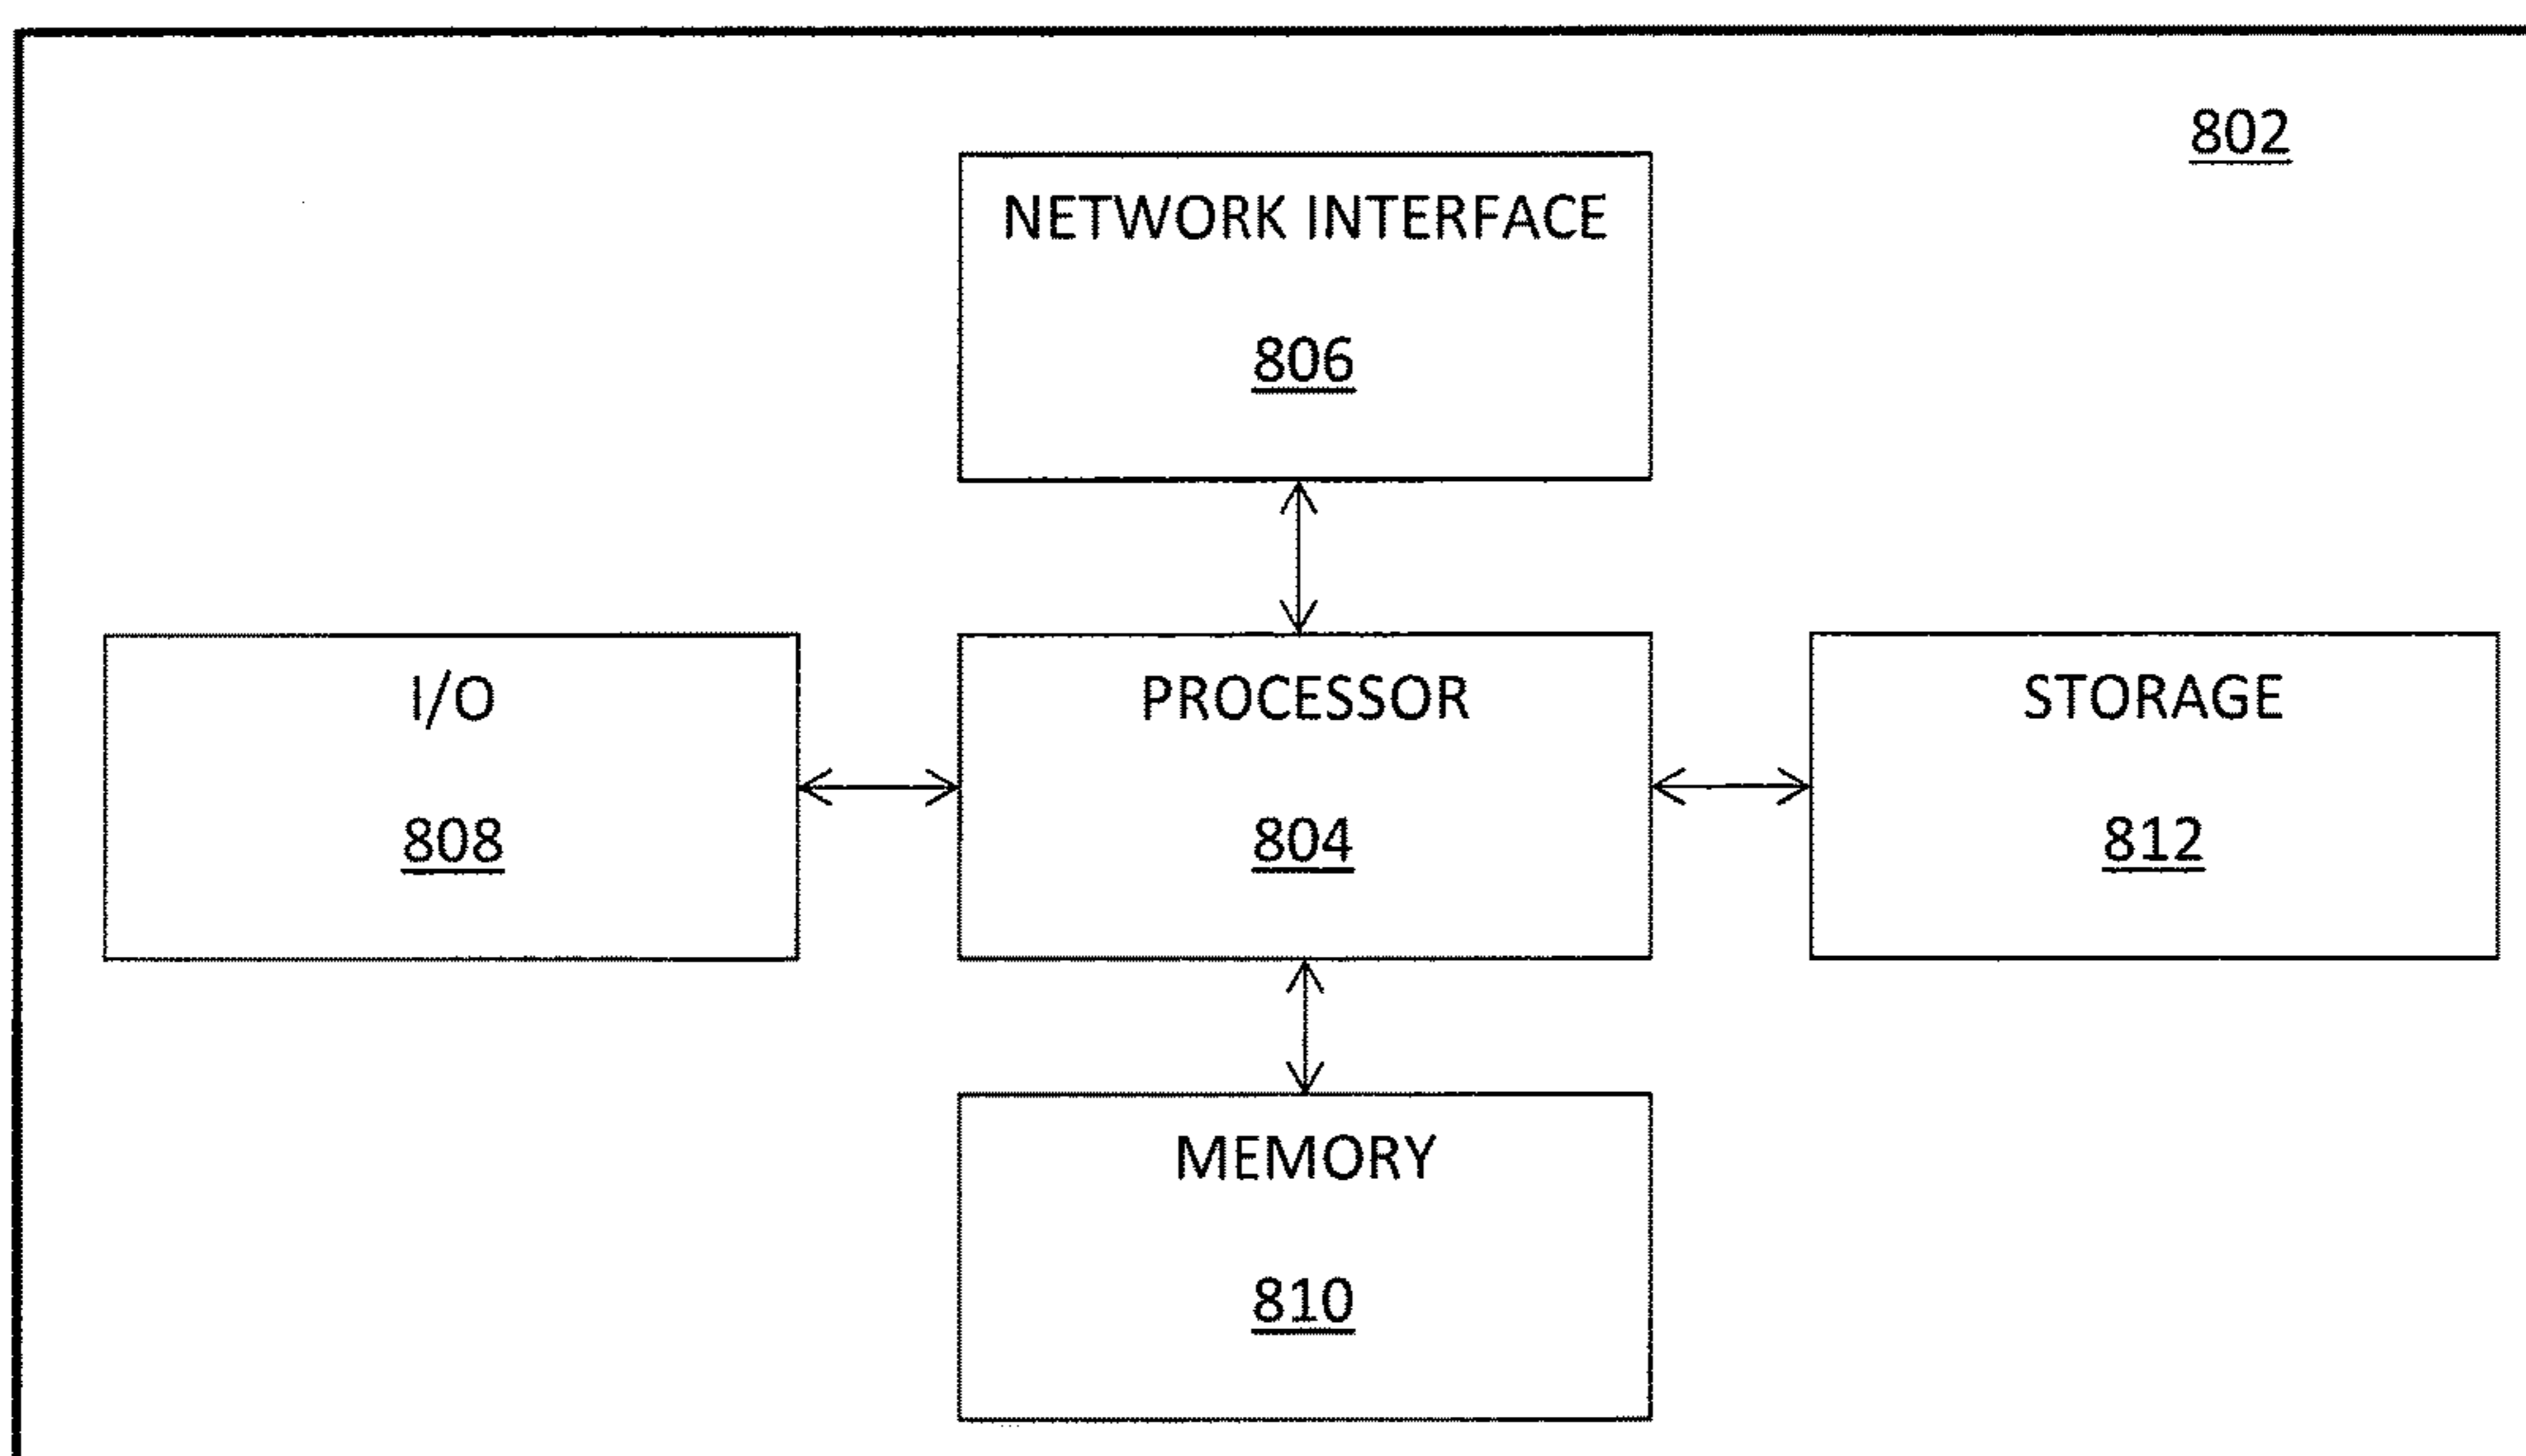 802
NETWORK INTERFACE
806
I/O
808
PROCESSOR
804
STORAGE
812
MEMORY
810